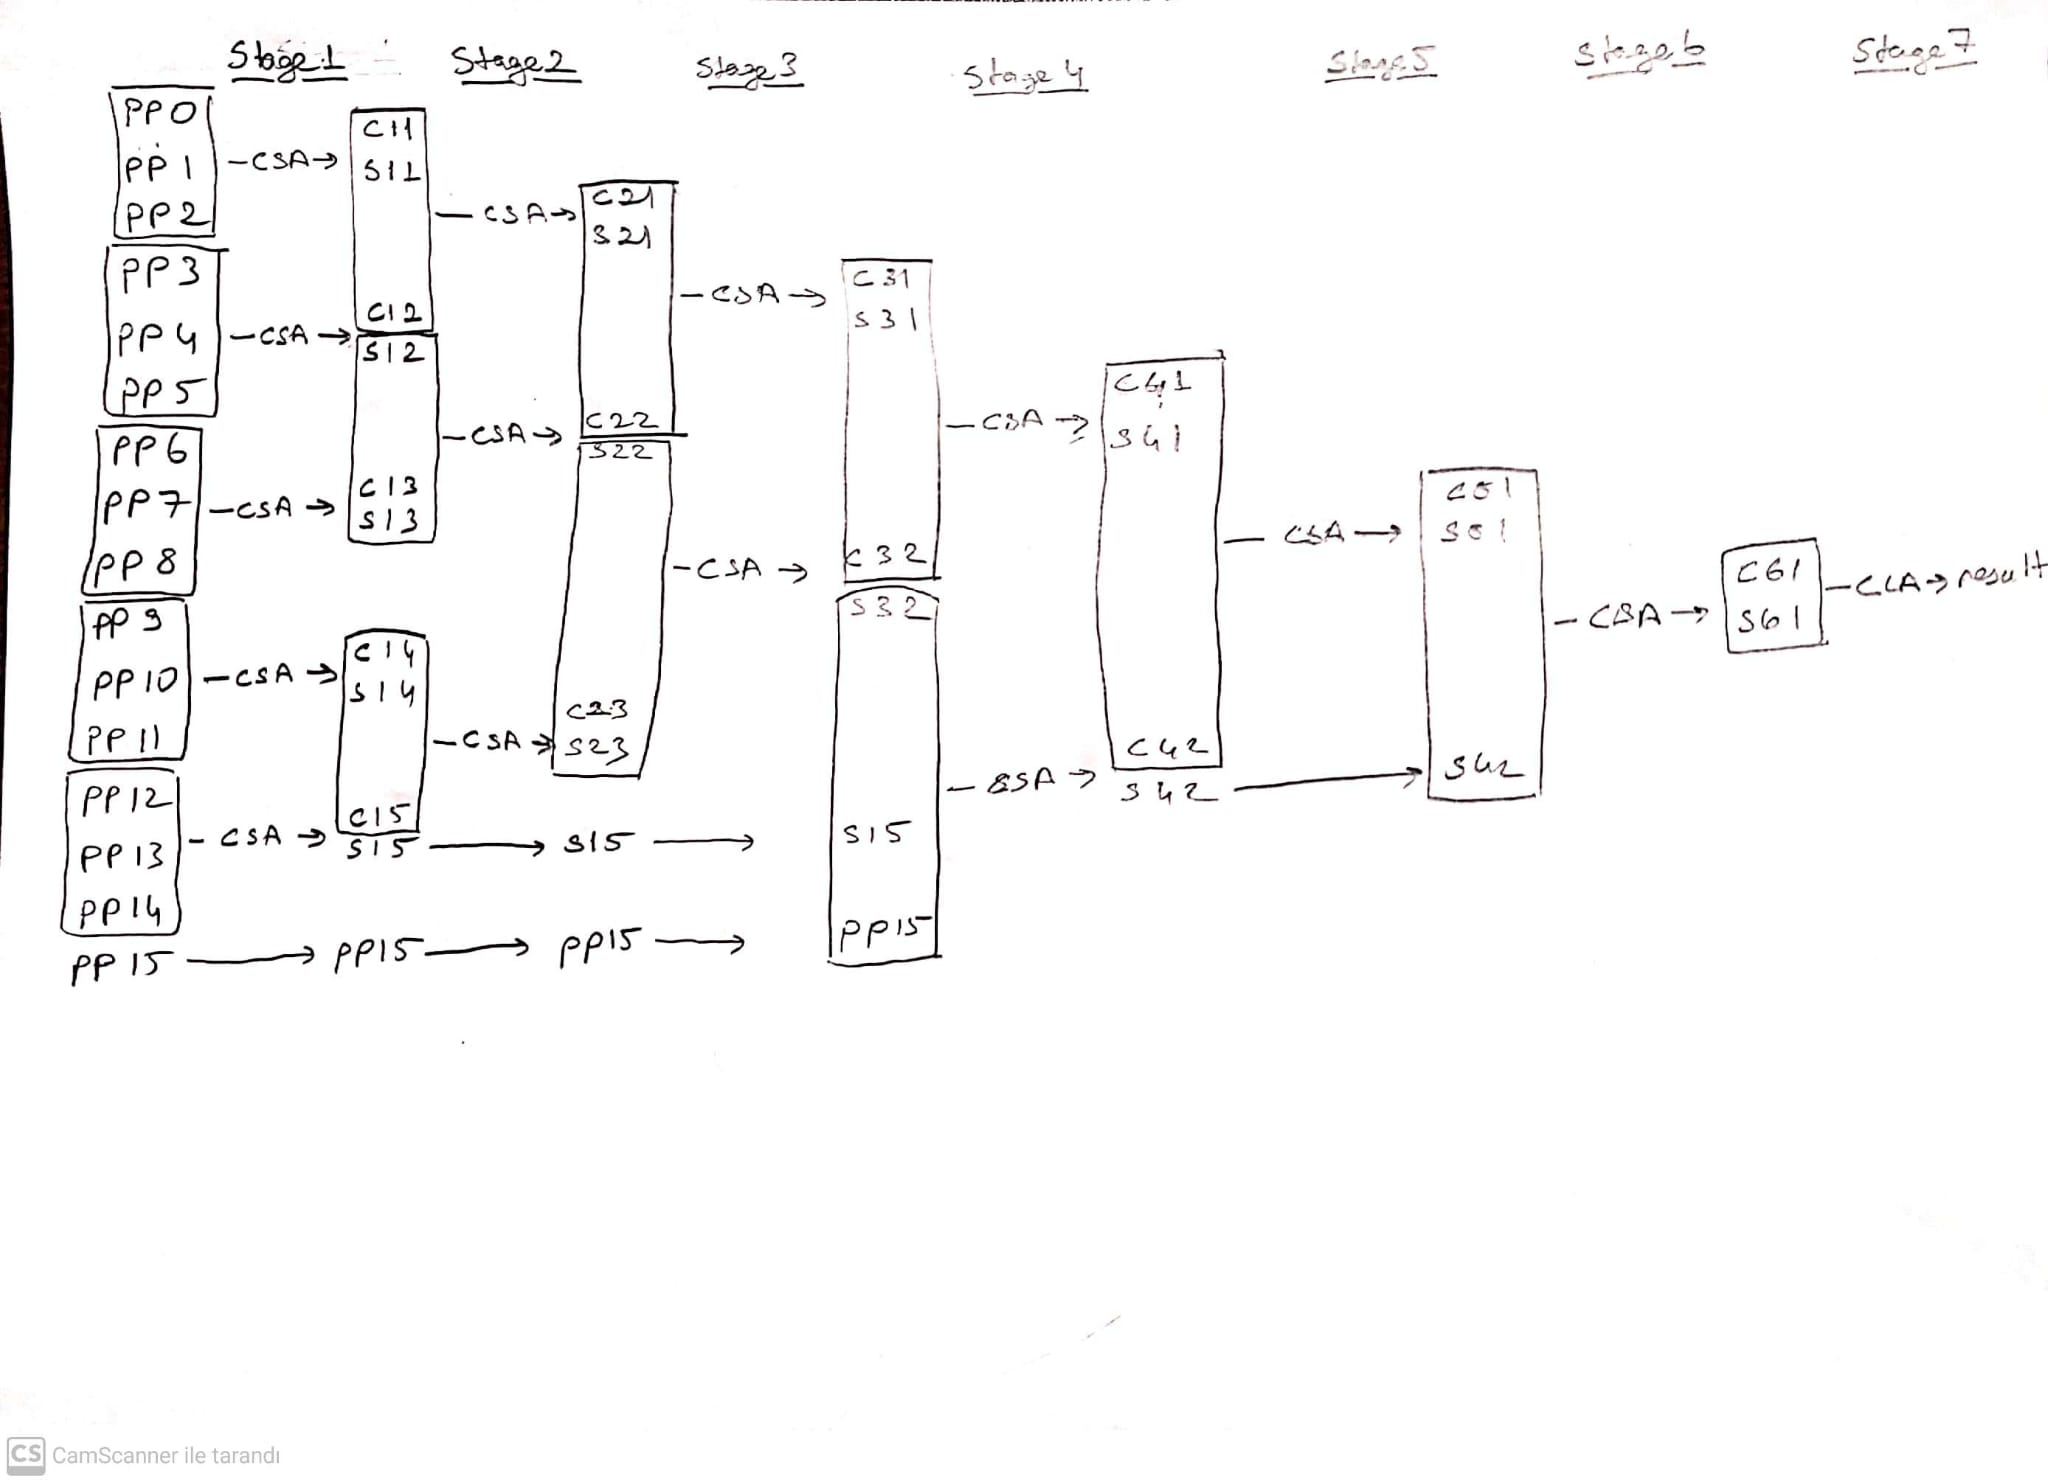 Stage 1 Stage 2 Stage 3 Stage 4 Stage 5 Stage 6 Stage 7
PP0
PP1 -CSA→
PP2
PP3
PP4 -CSA→
PP5
PP6
PP7 -CSA→
PP8
PP9
PP10 -CSA→
PP11
PP12
PP13 -CSA→
PP14
PP15
C11
S11
C12
-CSA→
S12
C13
S13
-CSA→
C14
S14
C15
-CSA→
S15
PP15
C21
S21
C22
-CSA→
S22
C23
S23
-CSA→
S15
PP15
C31
S31
C32
-CSA→
S32
S15
PP15
-CSA→
C41
S41
C42
-CSA→
S42
C51
S51
S42
-CSA→
C61
S61
-CLA→ result
CS CamScanner ile tarandı